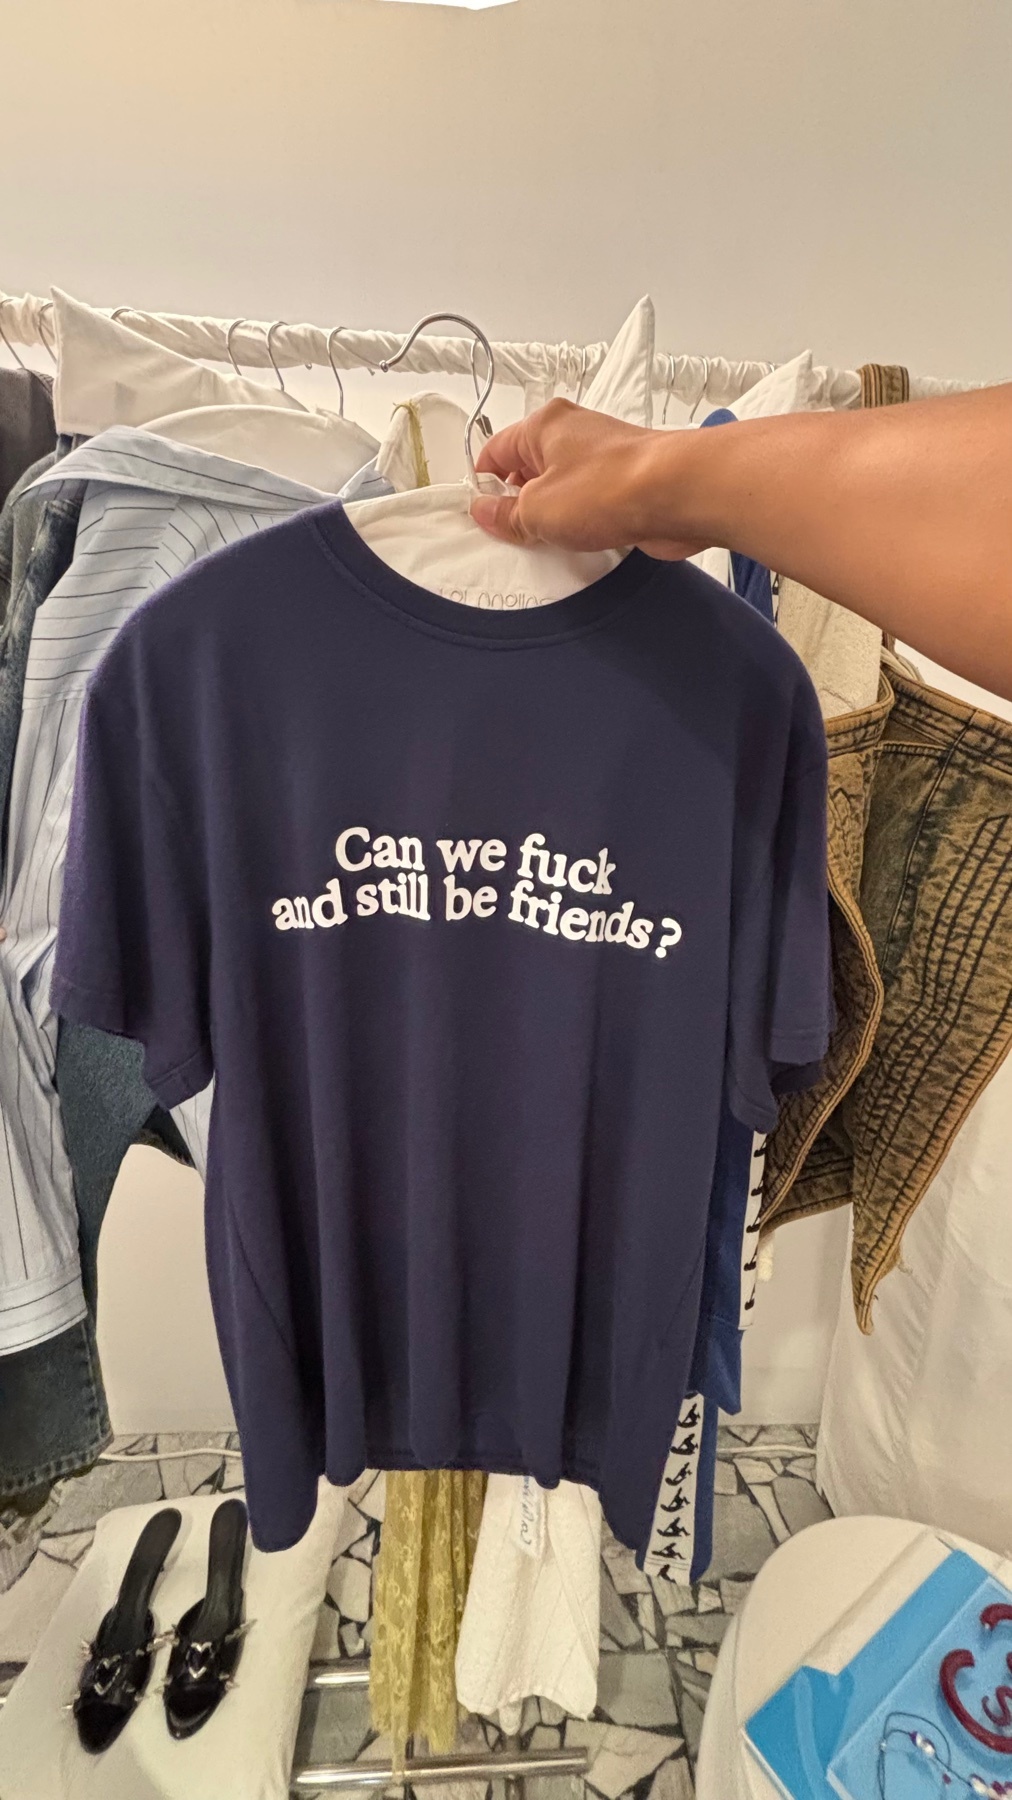 Can we fuck
and still be friends?